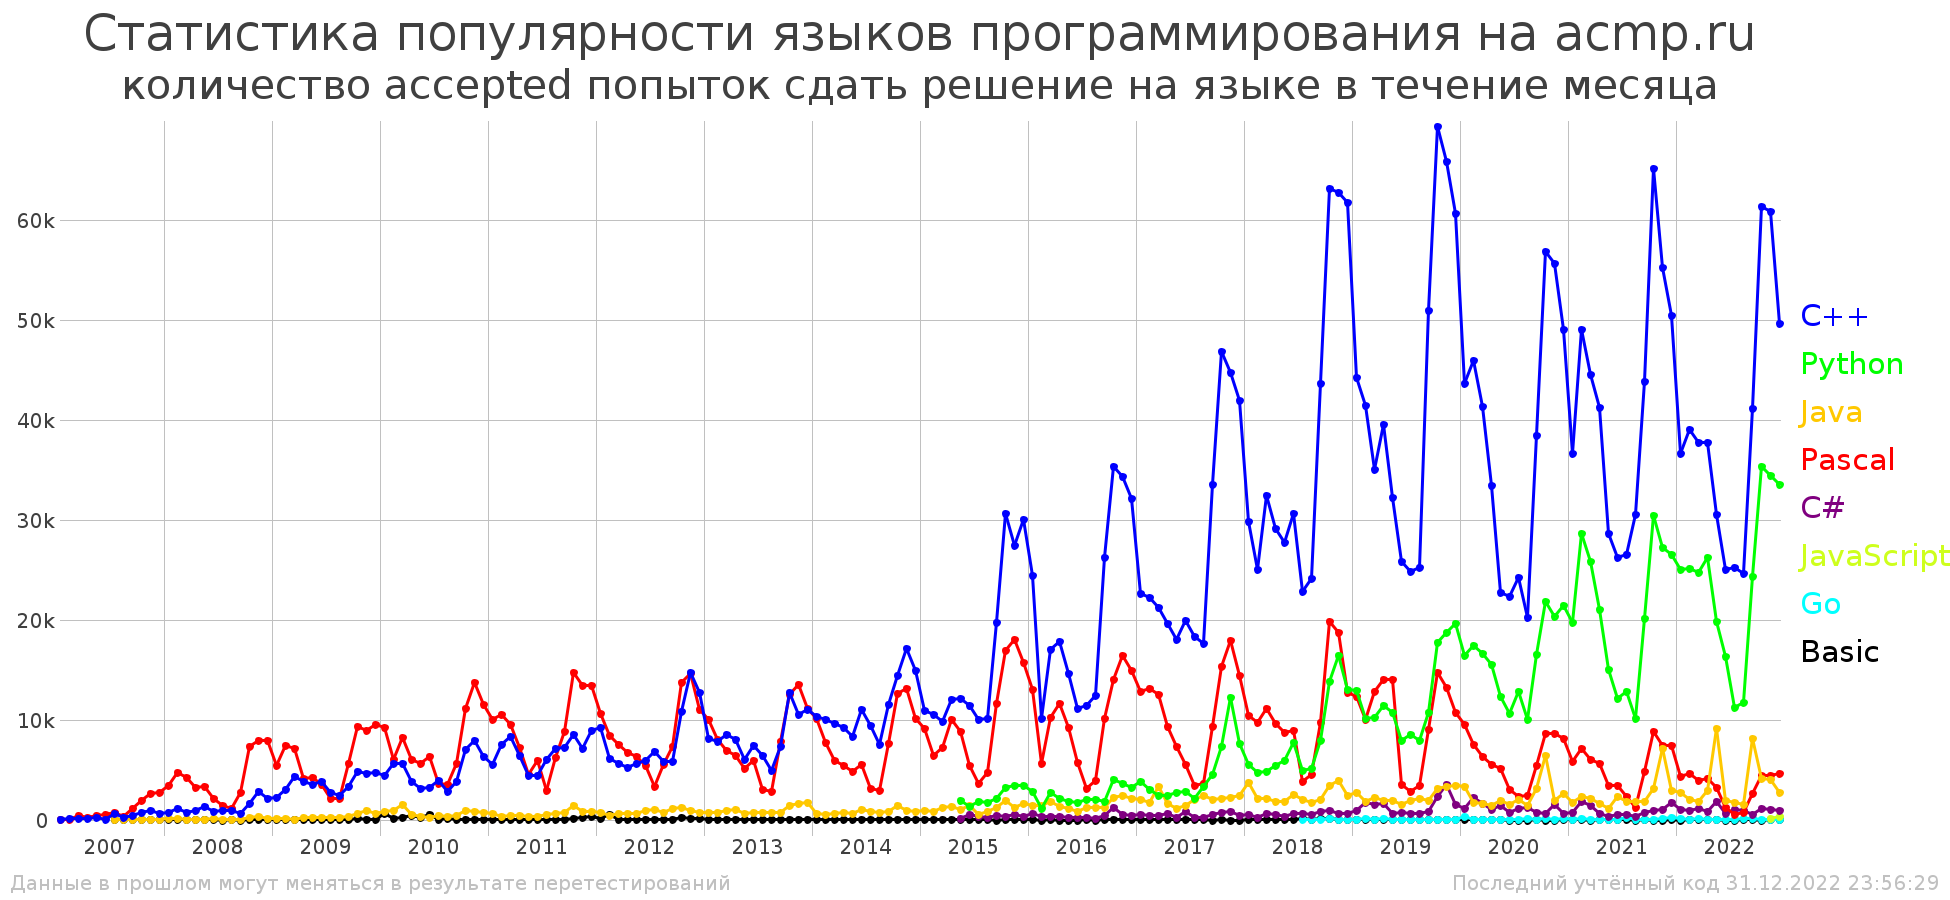 Статистика популярности языков программирования на acmp.ru
количество accepted попыток сдать решение на языке в течение месяца
60k
50k
40k
30k
20k
10k
0
C++
Python
Java
Pascal
C#
JavaScript
Go
Basic
2007 2008 2009 2010 2011 2012 2013 2014 2015 2016 2017 2018 2019 2020 2021 2022
Данные в прошлом могут меняться в результате перетестирований
Последний учтённый код 31.12.2022 23:56:29